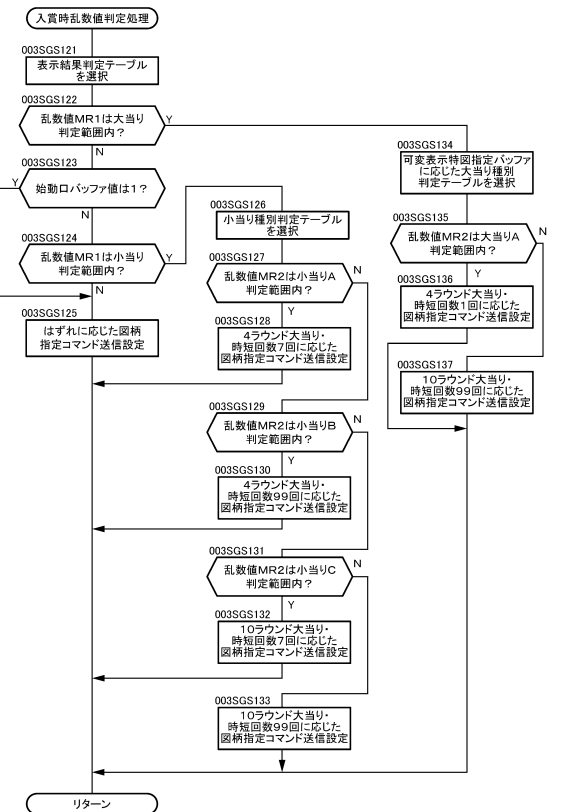 入賞時乱数値判定処理
003SGS121
表示結果判定テーブル
を選択
003SGS122
乱数値MR1は大当り
判定範囲内?
Y
N
003SGS123
始動口バッファ値は1?
Y
N
003SGS124
乱数値MR1は小当り
判定範囲内?
Y
N
003SGS125
はずれに応じた図柄
指定コマンド送信設定
003SGS126
小当り種別判定テーブル
を選択
003SGS127
乱数値MR2は小当りA
判定範囲内?
N
Y
003SGS128
4ラウンド大当り・
時短回数7回に応じた
図柄指定コマンド送信設定
003SGS129
乱数値MR2は小当りB
判定範囲内?
N
Y
003SGS130
4ラウンド大当り・
時短回数99回に応じた
図柄指定コマンド送信設定
003SGS131
乱数値MR2は小当りC
判定範囲内?
N
Y
003SGS132
10ラウンド大当り・
時短回数7回に応じた
図柄指定コマンド送信設定
003SGS133
10ラウンド大当り・
時短回数99回に応じた
図柄指定コマンド送信設定
003SGS134
可変表示特図指定バッファ
に応じた大当り種別
判定テーブルを選択
003SGS135
乱数値MR2は大当りA
判定範囲内?
N
Y
003SGS136
4ラウンド大当り・
時短回数1回に応じた
図柄指定コマンド送信設定
003SGS137
10ラウンド大当り・
時短回数99回に応じた
図柄指定コマンド送信設定
リターン